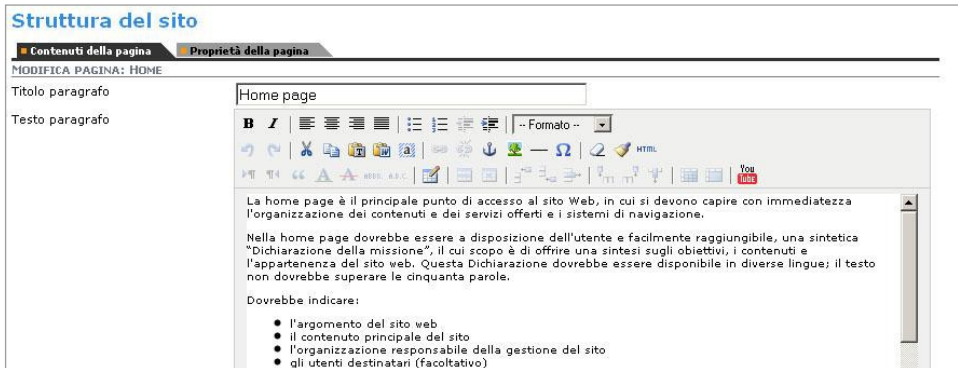 Struttura del sito
Contenuti della pagina Proprietà della pagina
MODIFICA PAGINA: HOME
Titolo paragrafo Home page
Testo paragrafo
B I -- Formato --
HTML
ABBR. A.B.C. You Tube
La home page è il principale punto di accesso al sito Web, in cui si devono capire con immediatezza
l'organizzazione dei contenuti e dei servizi offerti e i sistemi di navigazione.
Nella home page dovrebbe essere a disposizione dell'utente e facilmente raggiungibile, una sintetica
"Dichiarazione della missione", il cui scopo è di offrire una sintesi sugli obiettivi, i contenuti e
l'appartenenza del sito web. Questa Dichiarazione dovrebbe essere disponibile in diverse lingue; il testo
non dovrebbe superare le cinquanta parole.
Dovrebbe indicare:
l'argomento del sito web
il contenuto principale del sito
l'organizzazione responsabile della gestione del sito
gli utenti destinatari (facoltativo)